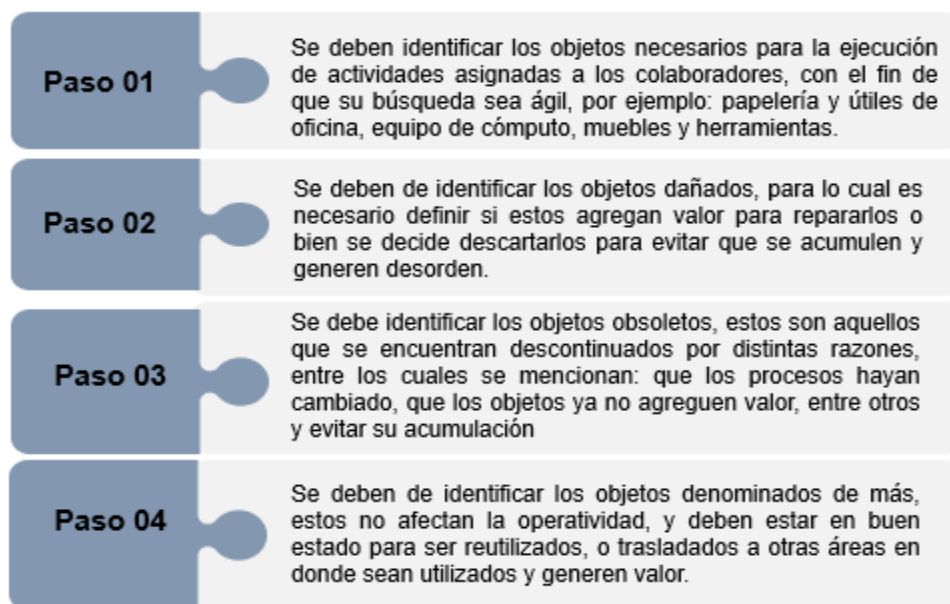 Paso 01
Se deben identificar los objetos necesarios para la ejecución
de actividades asignadas a los colaboradores, con el fin de
que su búsqueda sea ágil, por ejemplo: papelería y útiles de
oficina, equipo de cómputo, muebles y herramientas.
Paso 02
Se deben de identificar los objetos dañados, para lo cual es
necesario definir si estos agregan valor para repararlos o
bien se decide descartarlos para evitar que se acumulen y
generen desorden.
Paso 03
Se debe identificar los objetos obsoletos, estos son aquellos
que se encuentran descontinuados por distintas razones,
entre los cuales se mencionan: que los procesos hayan
cambiado, que los objetos ya no agreguen valor, entre otros
y evitar su acumulación
Paso 04
Se deben de identificar los objetos denominados de más,
estos no afectan la operatividad, y deben estar en buen
estado para ser reutilizados, o trasladados a otras áreas en
donde sean utilizados y generen valor.